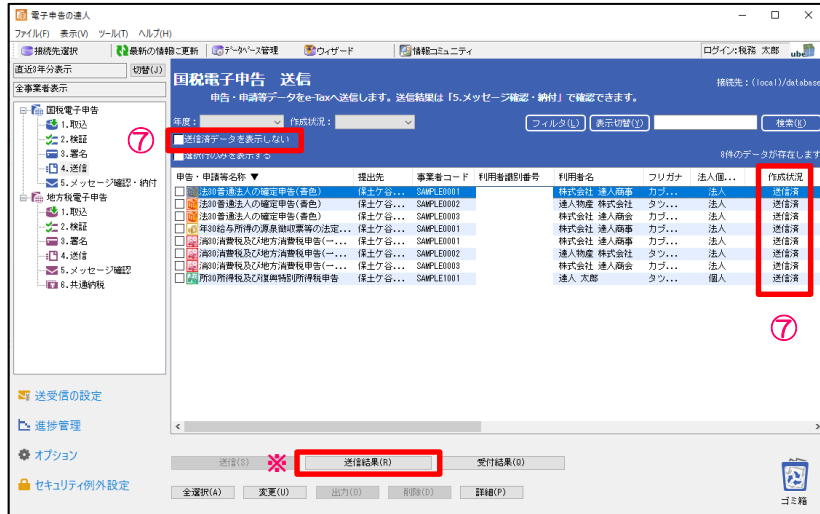 電子申告の達人
ファイル(F) 表示(V) ツール(T) ヘルプ(H)
接続先選択 最新の情報に更新 データベース管理 ウィザード 情報コミュニティ ログイン:税務 太郎
直近3年分表示 切替(J)
全事業者表示
国税電子申告
1.取込
2.検証
3.署名
4.送信
5.メッセージ確認・納付
地方税電子申告
1.取込
2.検証
3.署名
4.送信
5.メッセージ確認
6.共通納税
送受信の設定
進捗管理
オプション
セキュリティ例外設定
国税電子申告 送信 接続先:(local)/database
申告・申請等データをe-Taxへ送信します。送信結果は「5.メッセージ確認・納付」で確認できます。
年度: 作成状況: フィルタ(L) 表示切替(Y) 検索(K)
⑦ 送信済データを表示しない
選択行のみを表示する 8件のデータが存在します
申告・申請等名称 ▼ 提出先 事業者コード 利用者識別番号 利用者名 フリガナ 法人個... 作成状況
法30普通法人の確定申告(青色) 保土ケ谷... SAMPLE0001 株式会社 達人商事 カブ... 法人 送信済
法30普通法人の確定申告(青色) 保土ケ谷... SAMPLE0002 達人物産 株式会社 タツ... 法人 送信済
法30普通法人の確定申告(青色) 保土ケ谷... SAMPLE0003 株式会社 達人商会 カブ... 法人 送信済
年30給与所得の源泉徴収票等の法定... 保土ケ谷... SAMPLE0001 株式会社 達人商事 カブ... 法人 送信済
消30消費税及び地方消費税申告(一... 保土ケ谷... SAMPLE0001 株式会社 達人商事 カブ... 法人 送信済
消30消費税及び地方消費税申告(一... 保土ケ谷... SAMPLE0002 達人物産 株式会社 タツ... 法人 送信済
消30消費税及び地方消費税申告(一... 保土ケ谷... SAMPLE0003 株式会社 達人商会 カブ... 法人 送信済
所30所得税及び復興特別所得税申告 保土ケ谷... SAMPLE1001 達人 太郎 タツ... 個人 送信済
⑦
送信(S) ※ 送信結果(R) 受付結果(Q)
全選択(A) 変更(U) 出力(O) 削除(D) 詳細(P)
ゴミ箱